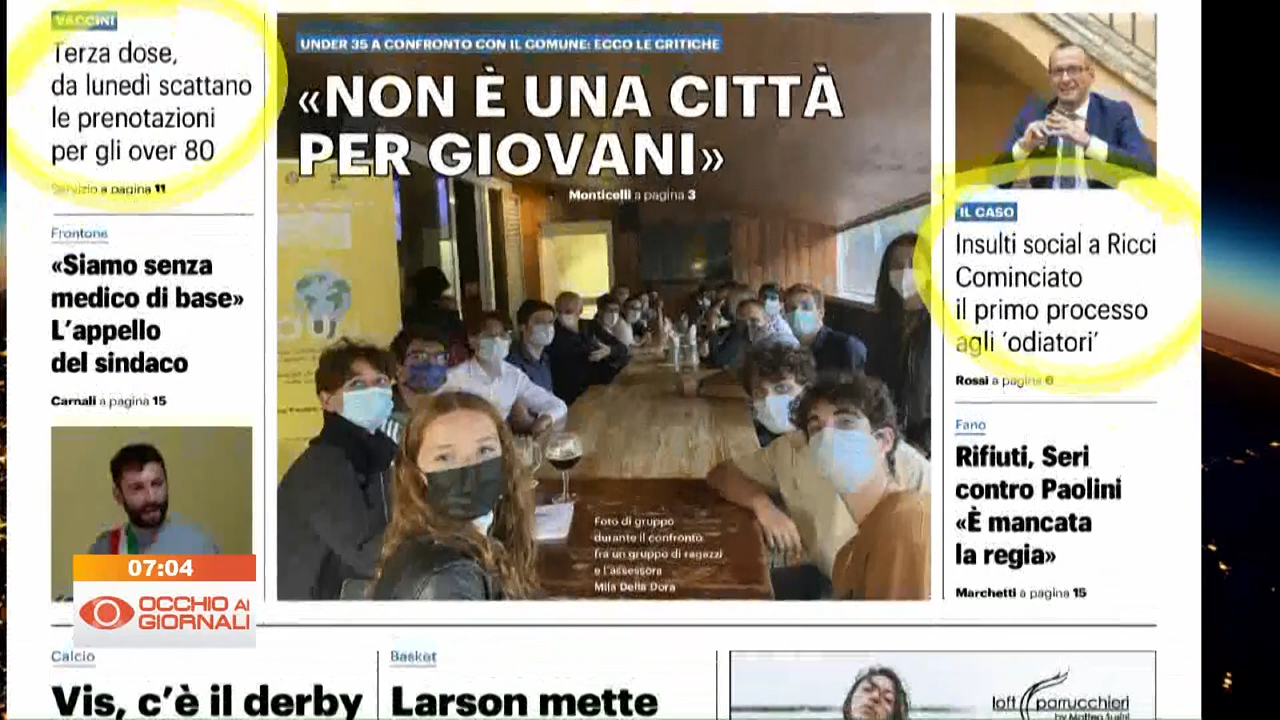 VACCINI
Terza dose,
da lunedì scattano
le prenotazioni
per gli over 80
Servizio a pagina 11
Frontone
«Siamo senza
medico di base»
L'appello
del sindaco
Carnali a pagina 15
07:04
OCCHIO AI
GIORNALI
UNDER 35 A CONFRONTO CON IL COMUNE: ECCO LE CRITICHE
«NON È UNA CITTÀ
PER GIOVANI»
Monticelli a pagina 3
Foto di gruppo
durante il confronto
fra un gruppo di ragazzi
e l'assessora
Mila Della Dora
IL CASO
Insulti social a Ricci
Cominciato
il primo processo
agli 'odiatori'
Rossi a pagina 6
Fano
Rifiuti, Seri
contro Paolini
«È mancata
la regia»
Marchetti a pagina 15
Calcio
Vis, c'è il derby
Basket
Larson mette
loft parrucchieri
by Matteo